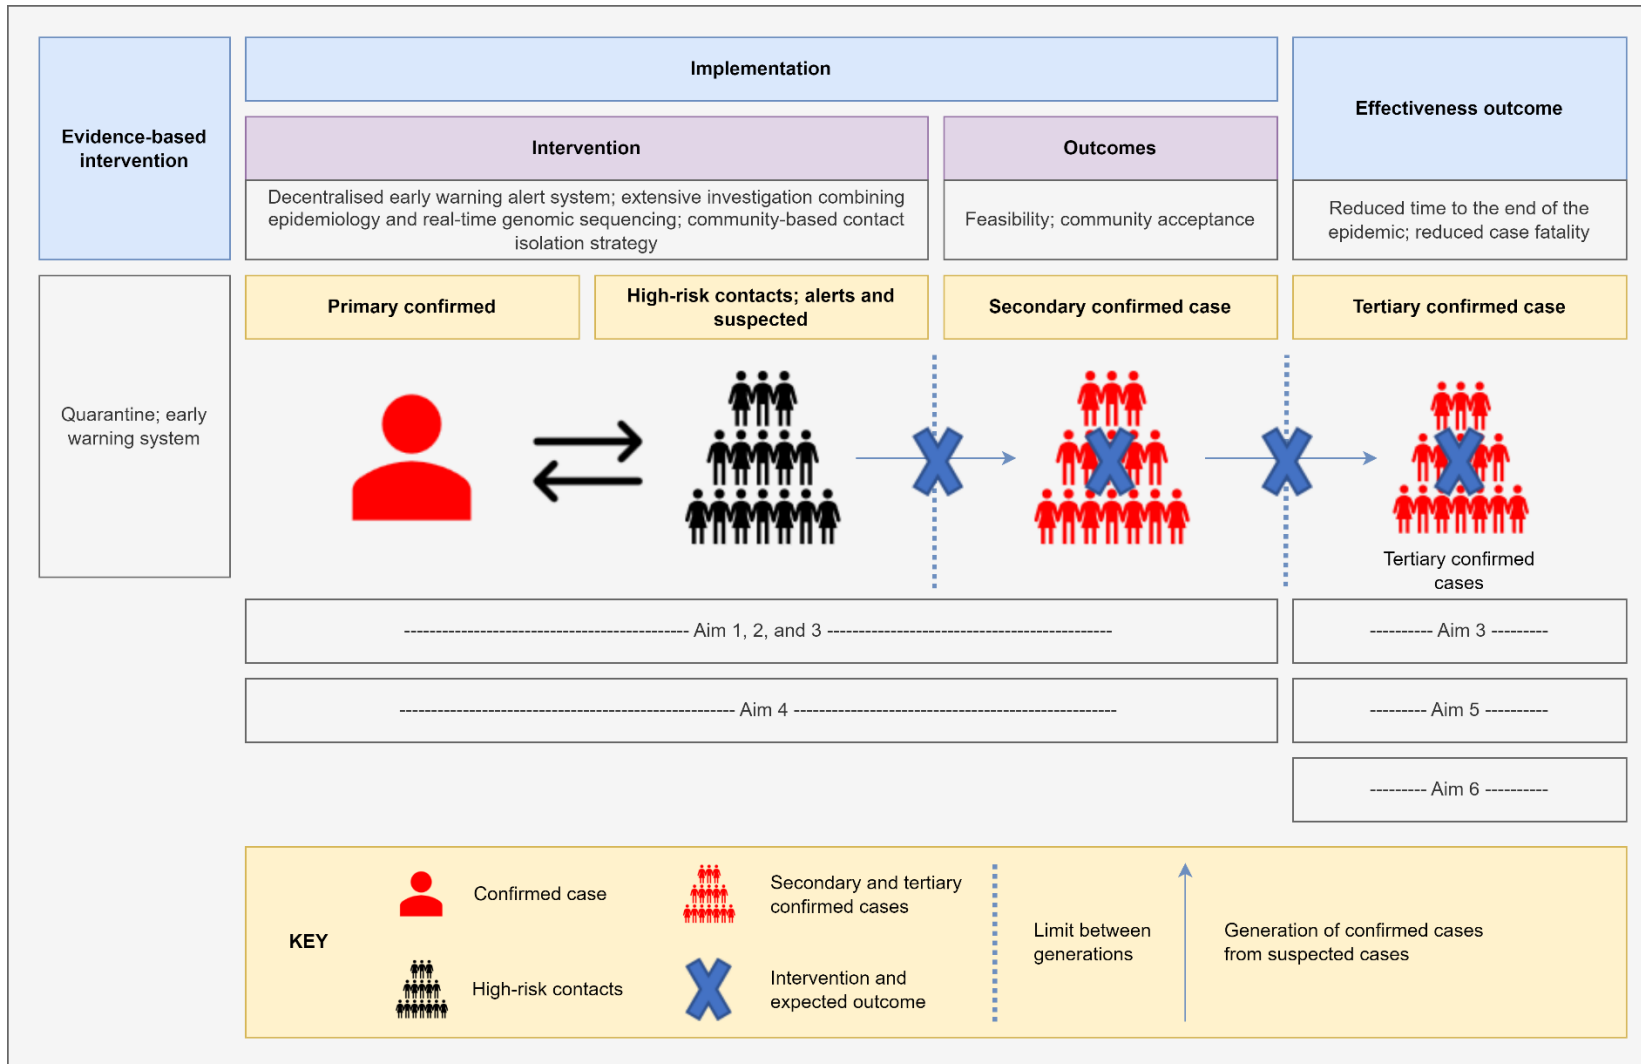 Implementation
Evidence-based
intervention
Effectiveness outcome
Intervention
Outcomes
Decentralised early warning alert system; extensive investigation combining
epidemiology and real-time genomic sequencing; community-based contact
isolation strategy
Feasibility; community acceptance
Reduced time to the end of the
epidemic; reduced case fatality
Primary confirmed
High-risk contacts; alerts and
suspected
Secondary confirmed case
Tertiary confirmed case
Quarantine; early
warning system
Tertiary confirmed
cases
--------------------------------------------- Aim 1, 2, and 3 ---------------------------------------------
---------- Aim 3 ---------
----------------------------------------------------- Aim 4 ---------------------------------------------------
--------- Aim 5 ----------
--------- Aim 6 ----------
KEY
Confirmed case
Secondary and tertiary
confirmed cases
High-risk contacts
Intervention and
expected outcome
Limit between
generations
Generation of confirmed cases
from suspected cases